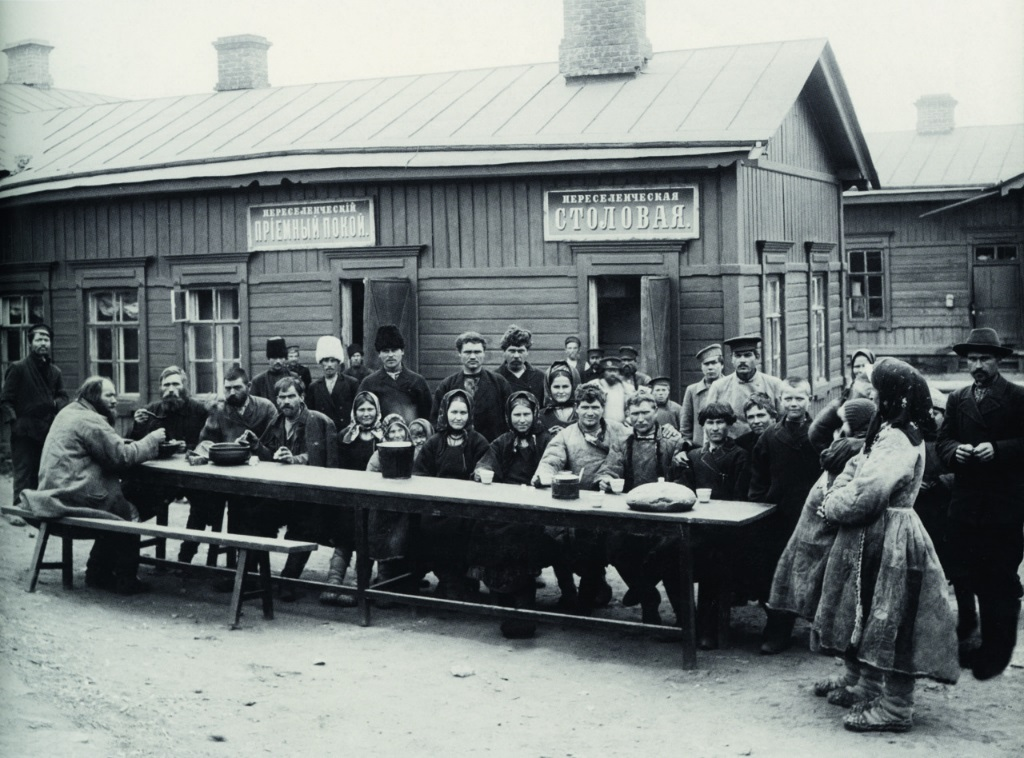 ПЕРЕСЕЛЕНЧЕСКІЙ
ПРІЕМНЫЙ ПОКОЙ.
ПЕРЕСЕЛЕНЧЕСКАЯ
СТОЛОВАЯ.